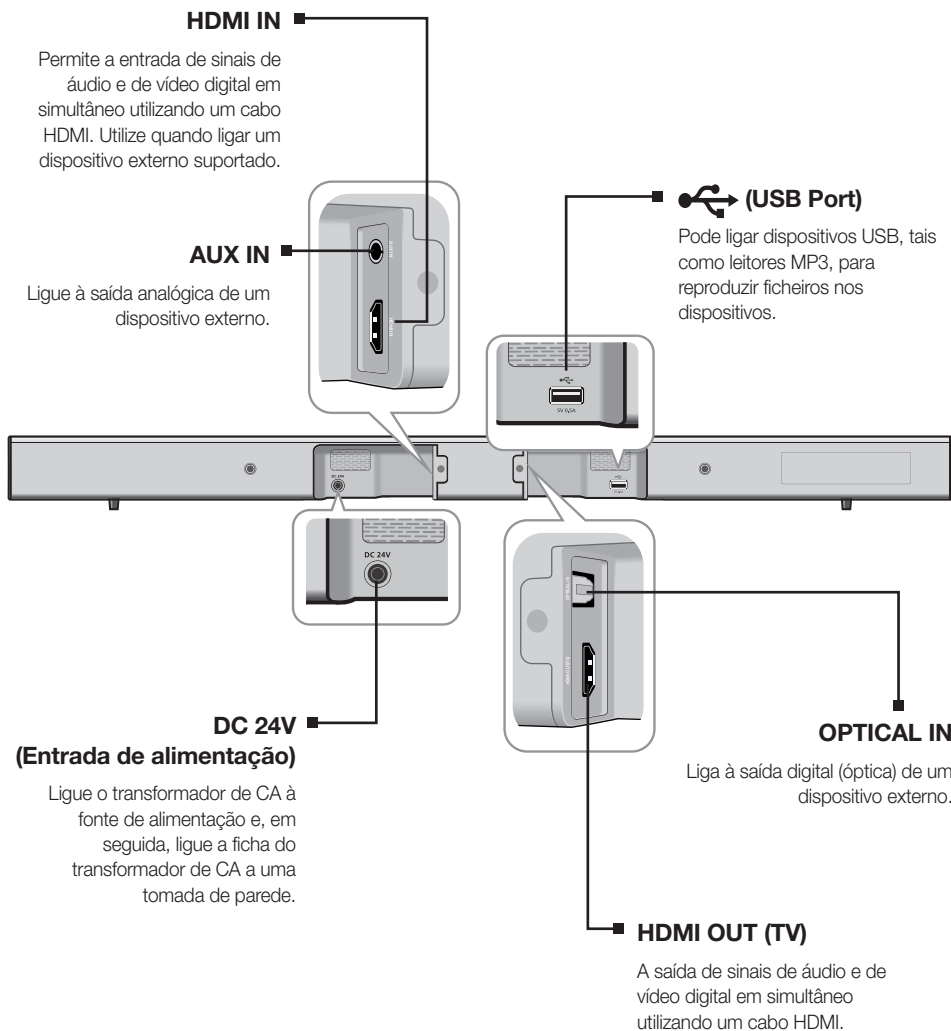 HDMI IN
Permite a entrada de sinais de
áudio e de vídeo digital em
simultâneo utilizando um cabo
HDMI. Utilize quando ligar um
dispositivo externo suportado.
AUX IN
Ligue à saída analógica de um
dispositivo externo.
(USB Port)
Pode ligar dispositivos USB, tais
como leitores MP3, para
reproduzir ficheiros nos
dispositivos.
5V 0,5A
DC 24V
DC 24V
DC 24V
(Entrada de alimentação)
Ligue o transformador de CA à
fonte de alimentação e, em
seguida, ligue a ficha do
transformador de CA a uma
tomada de parede.
OPTICAL IN
Liga à saída digital (óptica) de um
dispositivo externo.
HDMI OUT (TV)
A saída de sinais de áudio e de
vídeo digital em simultâneo
utilizando um cabo HDMI.